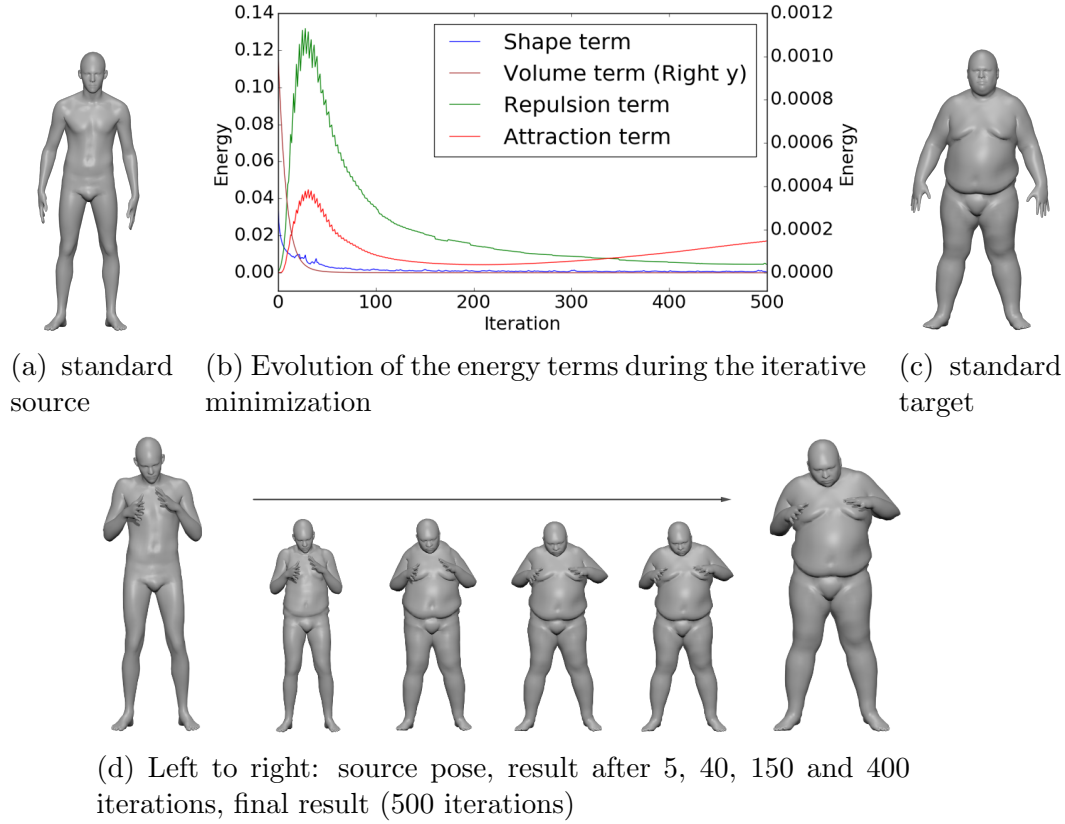 0.14
0.12
0.10
0.08
0.06
0.04
0.02
0.00
Energy
0.0012
0.0010
0.0008
0.0006
0.0004
0.0002
0.0000
Energy
Shape term
Volume term (Right y)
Repulsion term
Attraction term
0 100 200 300 400 500
Iteration
(a) standard
source
(b) Evolution of the energy terms during the iterative
minimization
(c) standard
target
(d) Left to right: source pose, result after 5, 40, 150 and 400
iterations, final result (500 iterations)